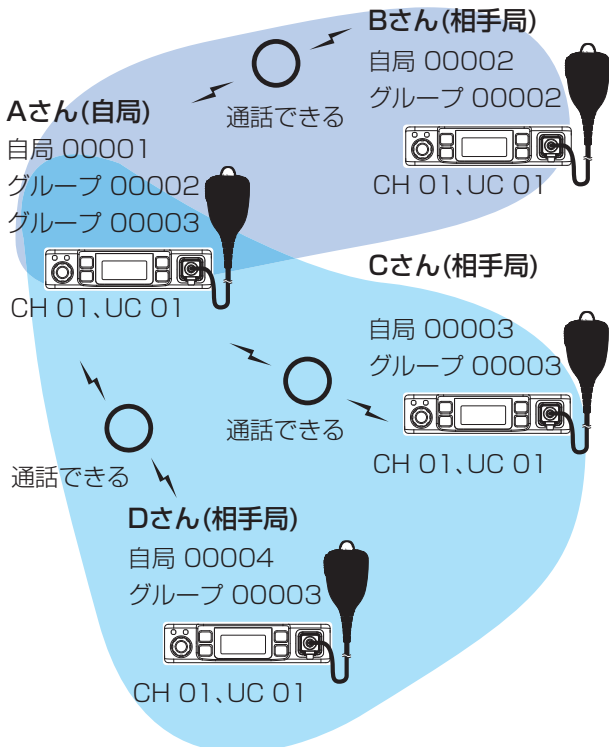 Bさん(相手局)
自局 00002
グループ 00002
CH 01、UC 01
通話できる
Aさん(自局)
自局 00001
グループ 00002
グループ 00003
CH 01、UC 01
Cさん(相手局)
自局 00003
グループ 00003
CH 01、UC 01
通話できる
通話できる
Dさん(相手局)
自局 00004
グループ 00003
CH 01、UC 01